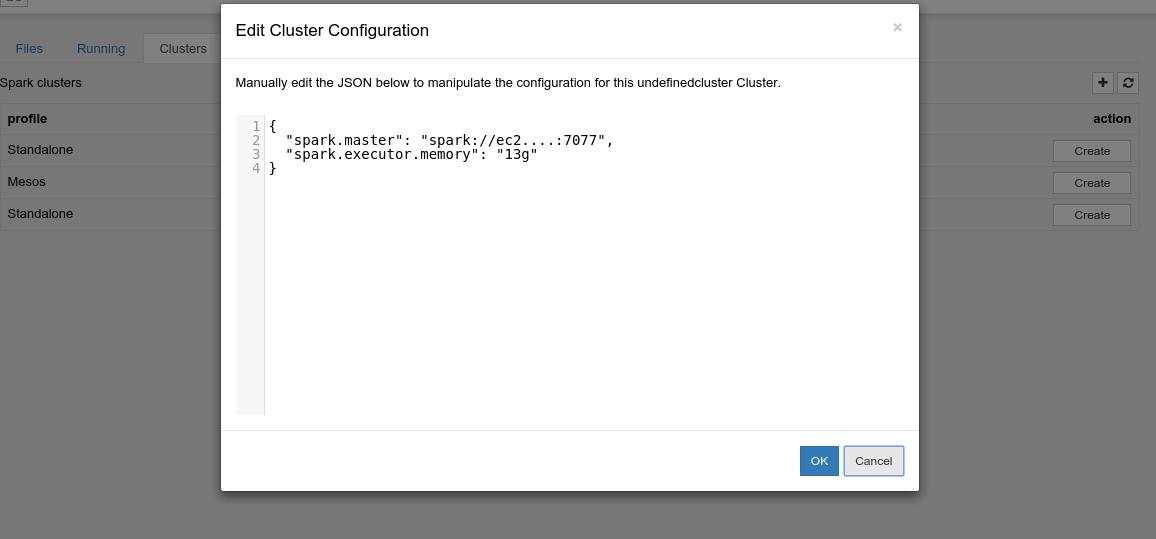 Edit Cluster Configuration ×
Files Running Clusters
Spark clusters
Manually edit the JSON below to manipulate the configuration for this undefinedcluster Cluster.
profile action
1 {
2 "spark.master": "spark://ec2....:7077",
3 "spark.executor.memory": "13g"
4 }
Standalone Create
Mesos Create
Standalone Create
OK Cancel